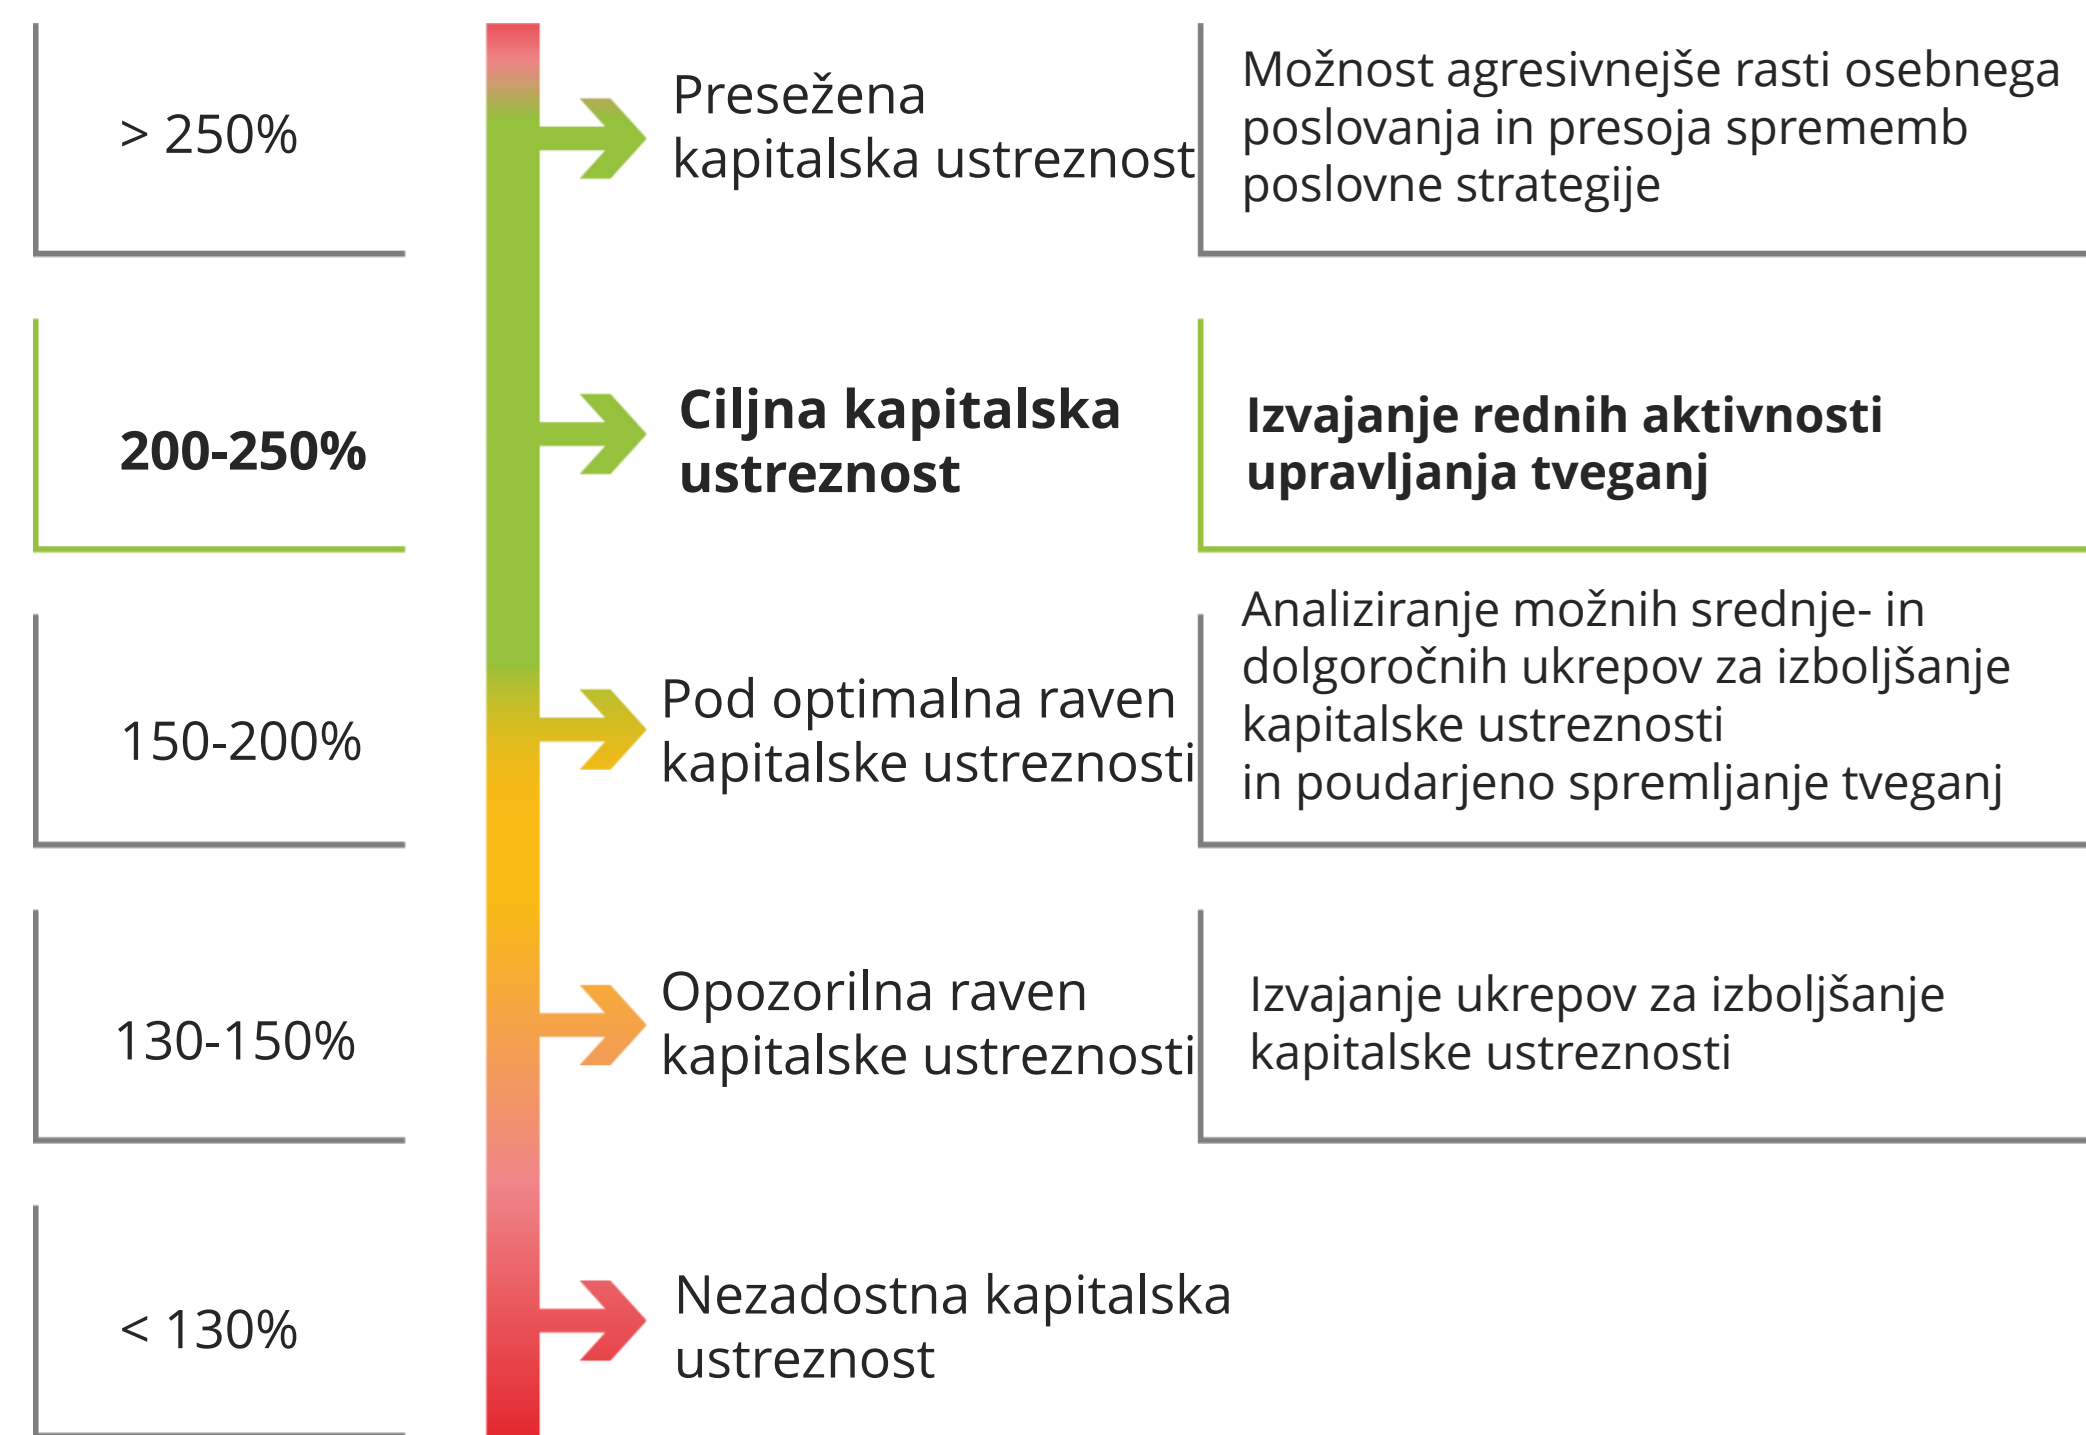 > 250%
Presežena
kapitalska ustreznost
Možnost agresivnejše rasti osebnega
poslovanja in presoja sprememb
poslovne strategije
200-250%
Ciljna kapitalska
ustreznost
Izvajanje rednih aktivnosti
upravljanja tveganj
150-200%
Pod optimalna raven
kapitalske ustreznosti
Analiziranje možnih srednje- in
dolgoročnih ukrepov za izboljšanje
kapitalske ustreznosti
in poudarjeno spremljanje tveganj
130-150%
Opozorilna raven
kapitalske ustreznosti
Izvajanje ukrepov za izboljšanje
kapitalske ustreznosti
< 130%
Nezadostna kapitalska
ustreznost